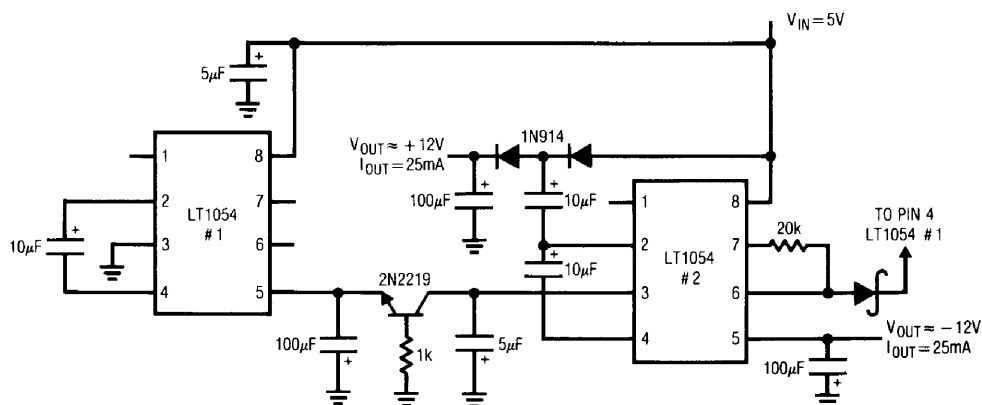 V_IN = 5V
5µF
+
V_OUT ≈ +12V
I_OUT = 25mA
1N914
1
2
3
4
8
7
6
5
LT1054
# 1
10µF
+
100µF
+
10µF
+
10µF
+
1
2
3
4
8
7
6
5
LT1054
# 2
20k
TO PIN 4
LT1054 # 1
2N2219
100µF
+
1k
5µF
+
V_OUT ≈ −12V
I_OUT = 25mA
100µF
+